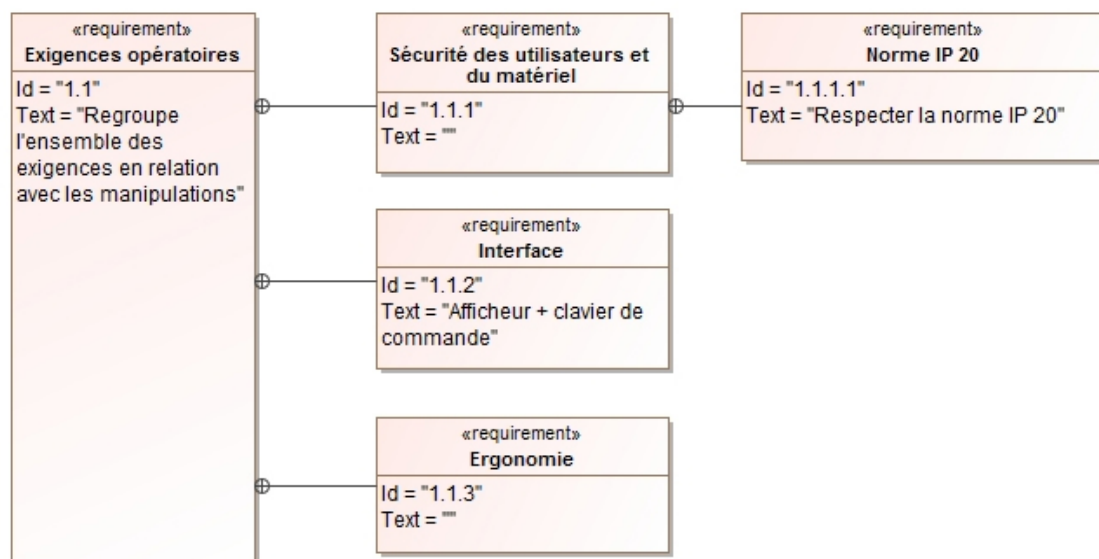 «requirement»
Exigences opératoires
Id = "1.1"
Text = "Regroupe
l'ensemble des
exigences en relation
avec les manipulations"
«requirement»
Sécurité des utilisateurs et
du matériel
Id = "1.1.1"
Text = ""
«requirement»
Norme IP 20
Id = "1.1.1.1"
Text = "Respecter la norme IP 20"
«requirement»
Interface
Id = "1.1.2"
Text = "Afficheur + clavier de
commande"
«requirement»
Ergonomie
Id = "1.1.3"
Text = ""